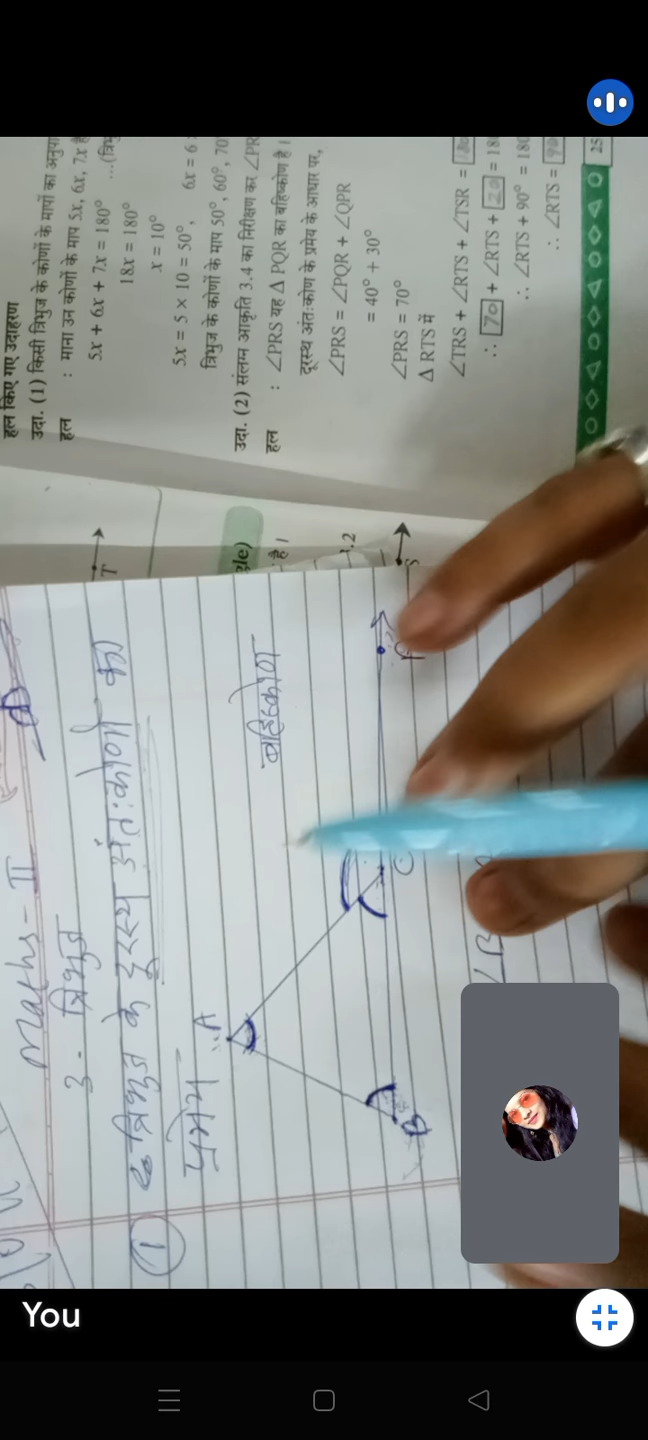 हल किए गए उदाहरण
उदा. (1) किसी त्रिभुज के कोणों के मापों का
हल : माना उन कोणों के माप 5x, 6x, 7x
5x + 6x + 7x = 180°
18x = 180°
x = 10°
5x = 5 × 10 = 50°, 6x = 6
त्रिभुज के कोणों के माप 50°, 60°, 70
उदा. (2) संलग्न आकृति 3.4 का निरीक्षण कर ∠PR
हल : ∠PRS यह Δ PQR का बहिष्कोण है ।
दूरस्थ अंतःकोण के प्रमेय के आधार पर,
∠PRS = ∠PQR + ∠QPR
= 40° + 30°
∠PRS = 70°
Δ RTS में
∠TRS + ∠RTS + ∠TSR =
∴ 70 + ∠RTS + 20 = 18
∴ ∠RTS + 90° = 180
∴ ∠RTS = 90
25
T
gle)
है ।
.2
S
Maths - II
3 - त्रिभुज
1 त्रिभुज के दूरस्थ अंतःकोणों का
प्रमेय
बहिष्कोण
A
B
C
∠B
You